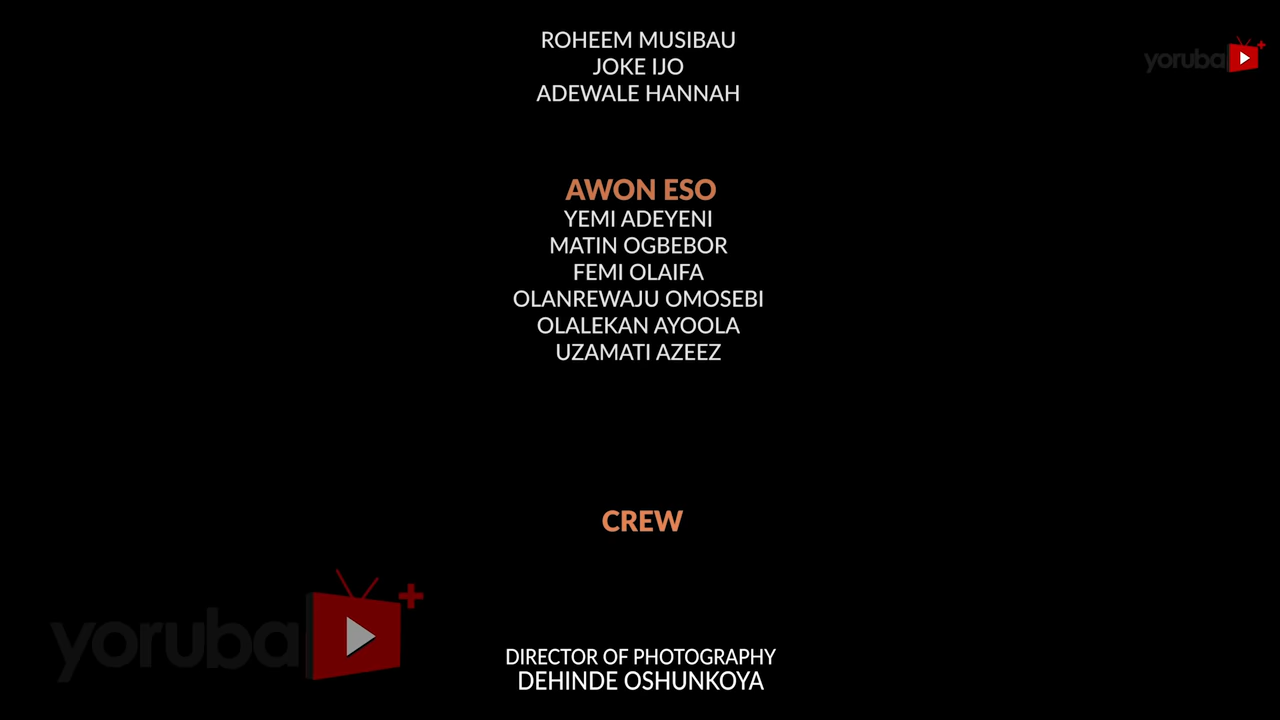 ROHEEM MUSIBAU
JOKE IJO
ADEWALE HANNAH
yoruba+
AWON ESO
YEMI ADEYENI
MATIN OGBEBOR
FEMI OLAIFA
OLANREWAJU OMOSEBI
OLALEKAN AYOOLA
UZAMATI AZEEZ
CREW
yoruba+
DIRECTOR OF PHOTOGRAPHY
DEHINDE OSHUNKOYA